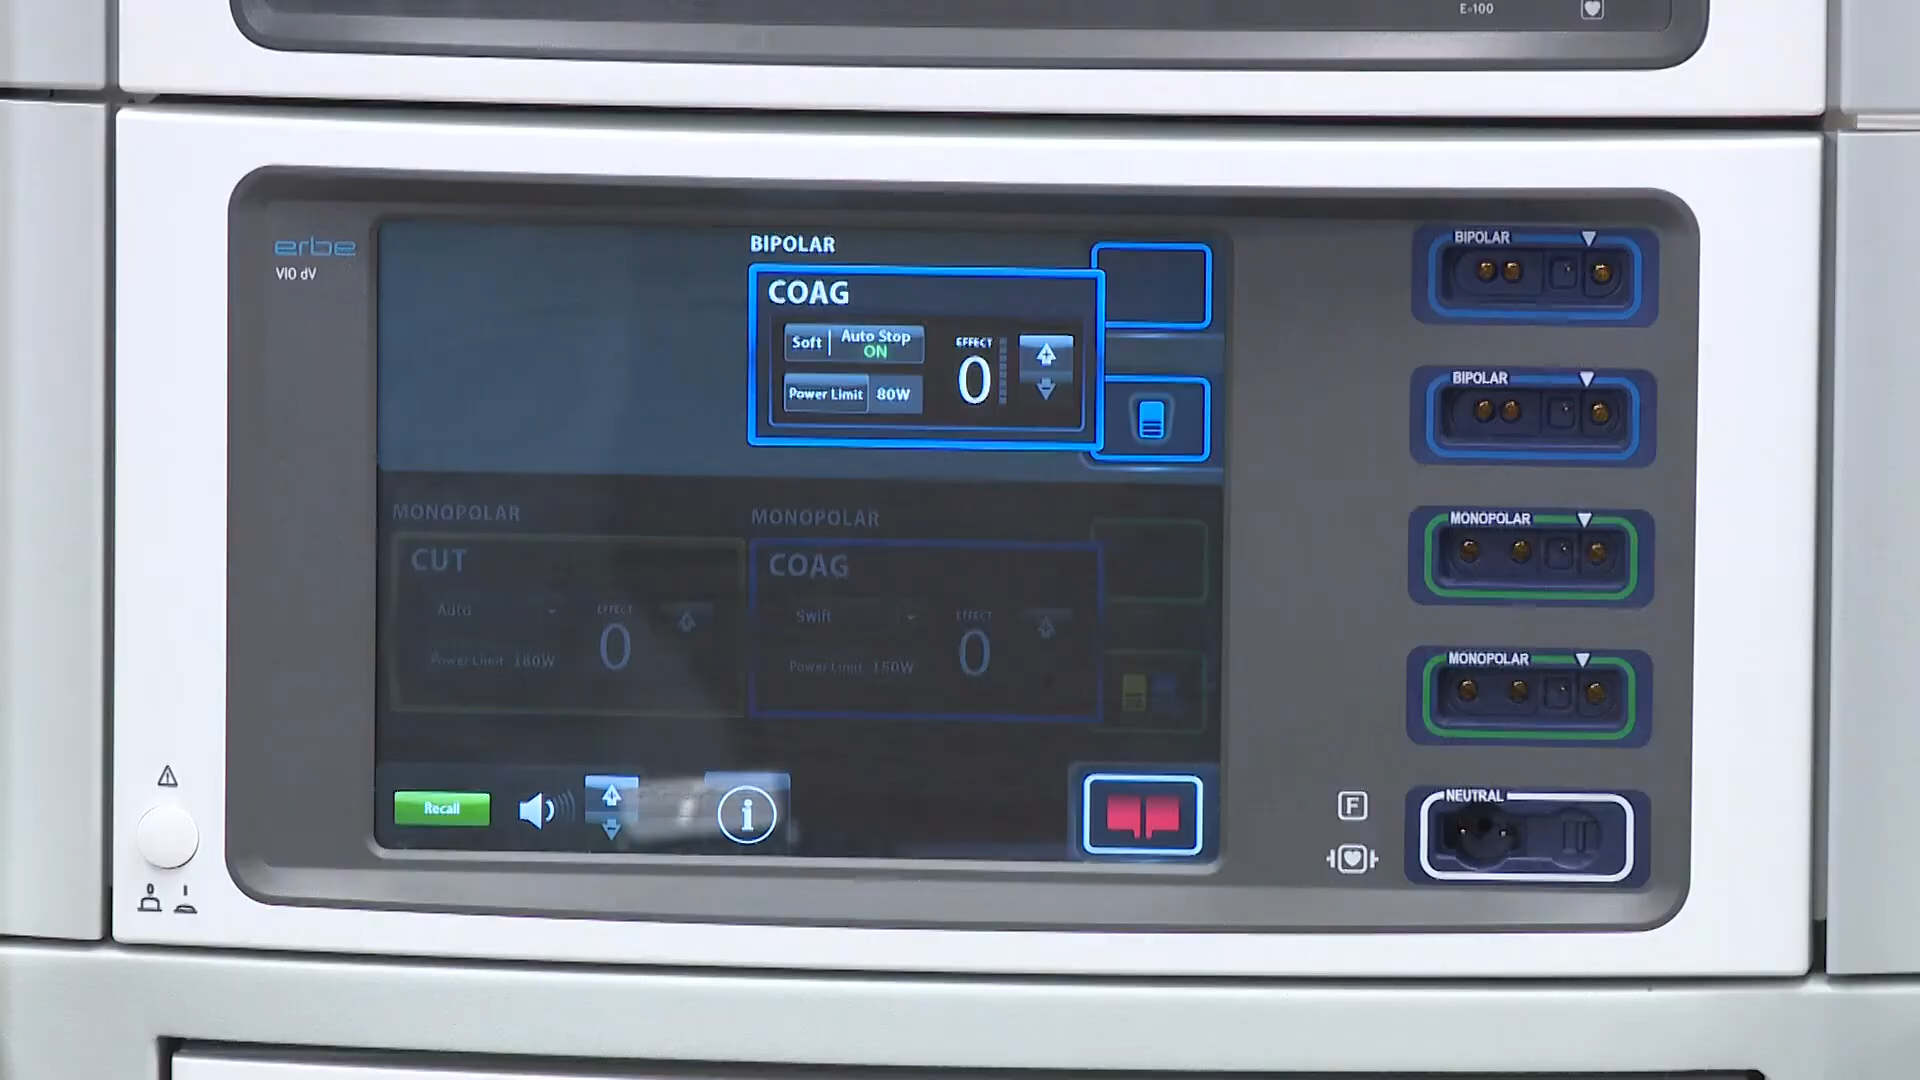 E-100
erbe
VIO dV
BIPOLAR
COAG
Soft
Auto Stop
ON
EFFECT
0
Power Limit 80W
MONOPOLAR
CUT
Auto
EFFECT
0
Power Limit 180W
MONOPOLAR
COAG
Swift
EFFECT
0
Power Limit 150W
Recall
i
BIPOLAR
BIPOLAR
MONOPOLAR
MONOPOLAR
NEUTRAL
F
0 I